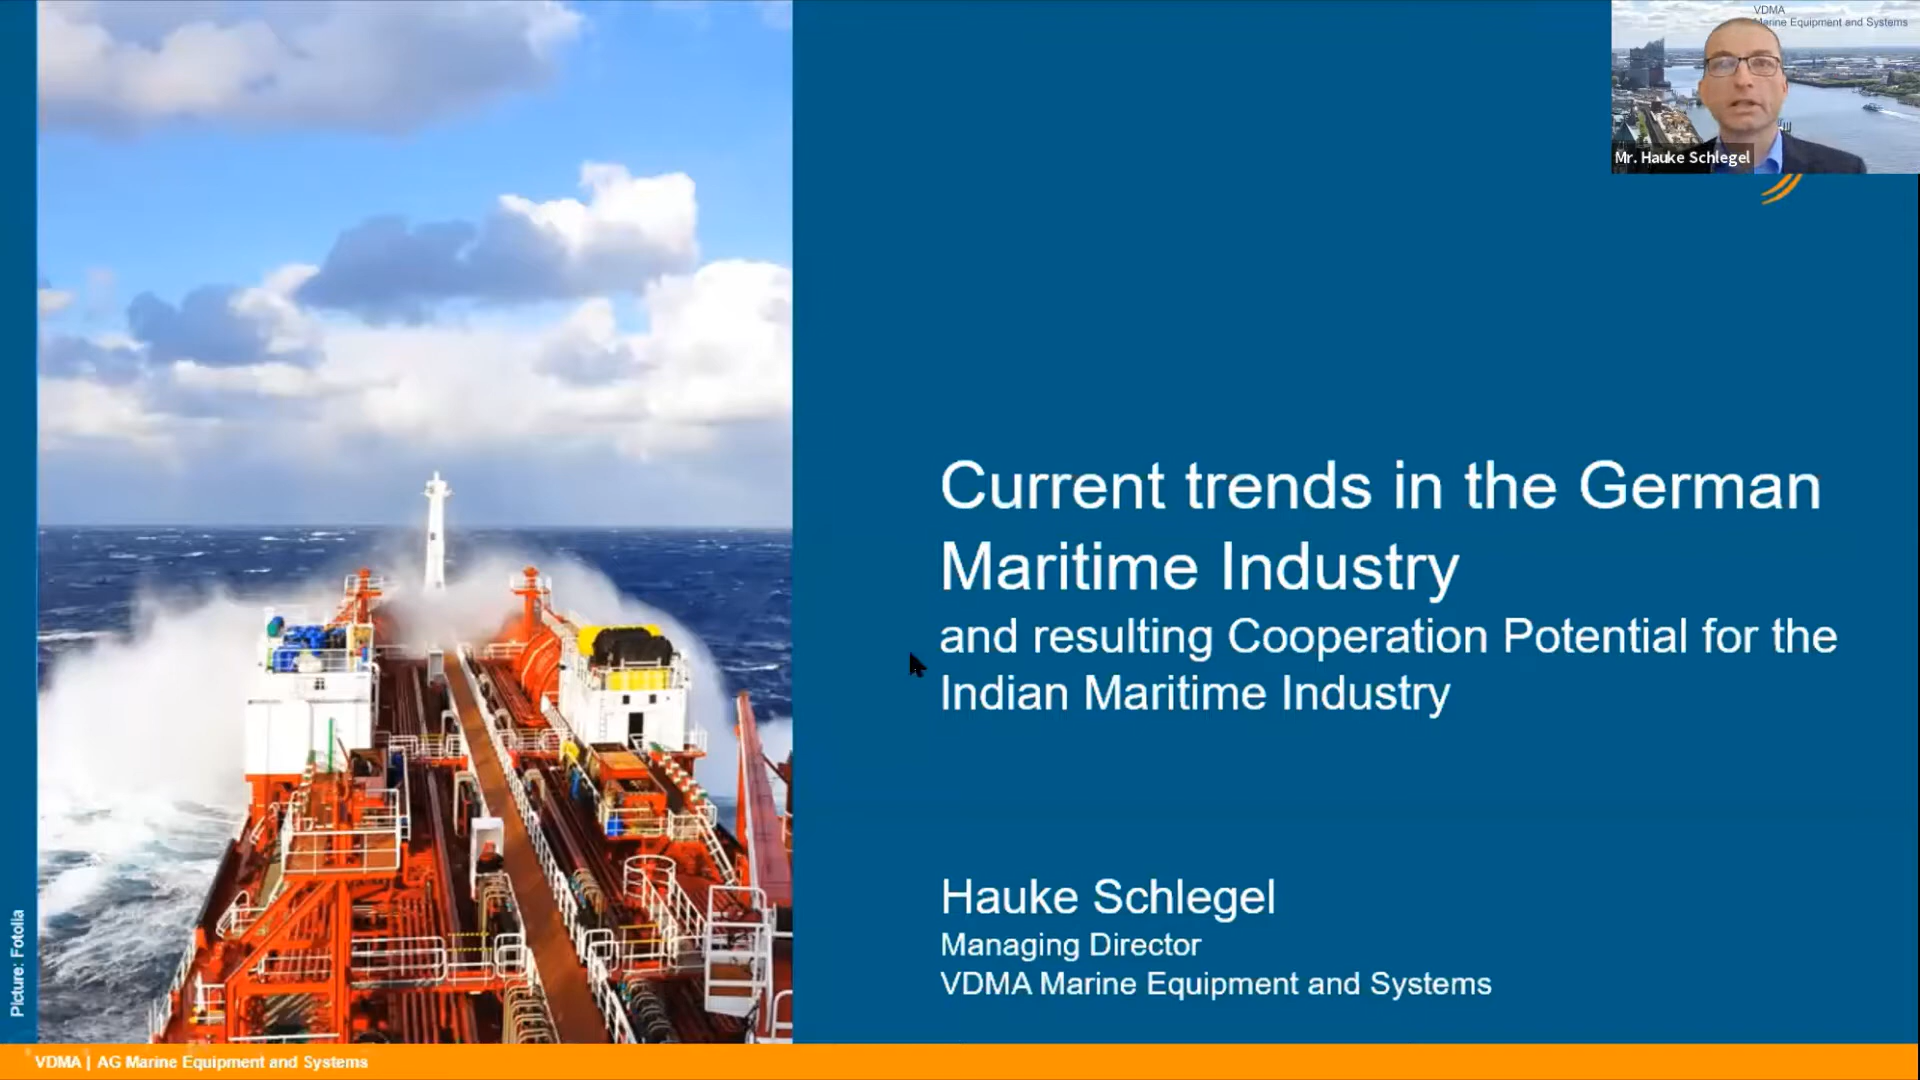 VDMA
Marine Equipment and Systems
Mr. Hauke Schlegel
Current trends in the German
Maritime Industry
and resulting Cooperation Potential for the
Indian Maritime Industry
Hauke Schlegel
Managing Director
VDMA Marine Equipment and Systems
Picture: Fotolia
VDMA | AG Marine Equipment and Systems